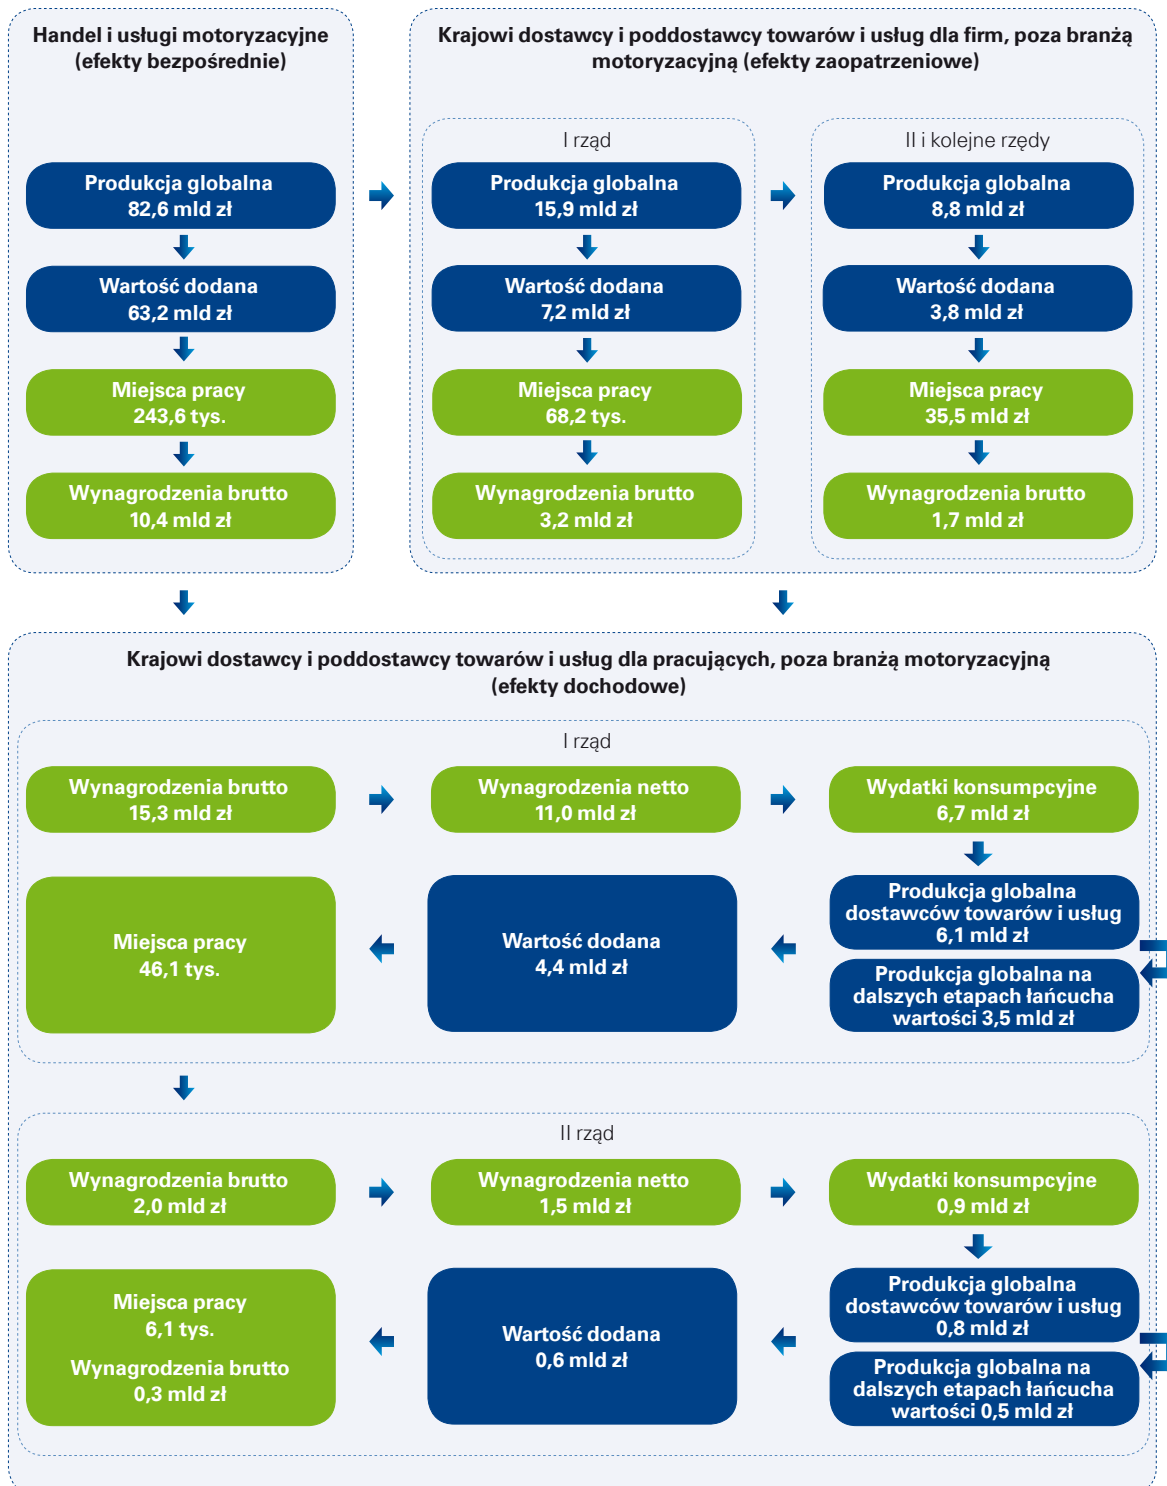 Handel i usługi motoryzacyjne
(efekty bezpośrednie)
Produkcja globalna
82,6 mld zł
Wartość dodana
63,2 mld zł
Miejsca pracy
243,6 tys.
Wynagrodzenia brutto
10,4 mld zł
Krajowi dostawcy i poddostawcy towarów i usług dla firm, poza branżą
motoryzacyjną (efekty zaopatrzeniowe)
I rząd
Produkcja globalna
15,9 mld zł
Wartość dodana
7,2 mld zł
Miejsca pracy
68,2 tys.
Wynagrodzenia brutto
3,2 mld zł
II i kolejne rzędy
Produkcja globalna
8,8 mld zł
Wartość dodana
3,8 mld zł
Miejsca pracy
35,5 mld zł
Wynagrodzenia brutto
1,7 mld zł
Krajowi dostawcy i poddostawcy towarów i usług dla pracujących, poza branżą motoryzacyjną
(efekty dochodowe)
I rząd
Wynagrodzenia brutto
15,3 mld zł
Wynagrodzenia netto
11,0 mld zł
Wydatki konsumpcyjne
6,7 mld zł
Produkcja globalna
dostawców towarów i usług
6,1 mld zł
Produkcja globalna na
dalszych etapach łańcucha
wartości 3,5 mld zł
Wartość dodana
4,4 mld zł
Miejsca pracy
46,1 tys.
II rząd
Wynagrodzenia brutto
2,0 mld zł
Wynagrodzenia netto
1,5 mld zł
Wydatki konsumpcyjne
0,9 mld zł
Produkcja globalna
dostawców towarów i usług
0,8 mld zł
Produkcja globalna na
dalszych etapach łańcucha
wartości 0,5 mld zł
Wartość dodana
0,6 mld zł
Miejsca pracy
6,1 tys.
Wynagrodzenia brutto
0,3 mld zł